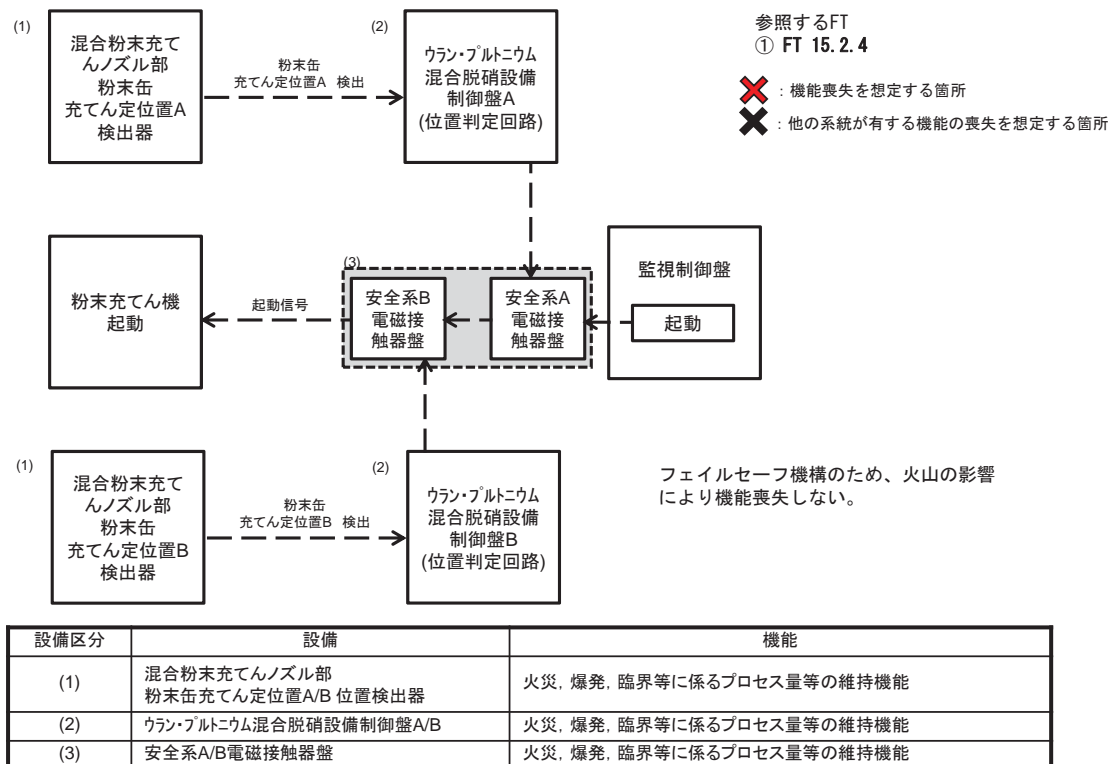 (1)
混合粉末充て
んノズル部
粉末缶
充てん定位置A
検出器
粉末缶
充てん定位置A 検出
(2)
ウラン・プルトニウム
混合脱硝設備
制御盤A
(位置判定回路)
参照するFT
① FT 15.2.4
：機能喪失を想定する箇所
：他の系統が有する機能の喪失を想定する箇所
粉末充てん機
起動
起動信号
(3)
安全系B
電磁接
触器盤
安全系A
電磁接
触器盤
監視制御盤
起動
(1)
混合粉末充て
んノズル部
粉末缶
充てん定位置B
検出器
粉末缶
充てん定位置B 検出
(2)
ウラン・プルトニウム
混合脱硝設備
制御盤B
(位置判定回路)
フェイルセーフ機構のため、火山の影響
により機能喪失しない。
設備区分 設備 機能
(1) 混合粉末充てんノズル部
粉末缶充てん定位置A/B 位置検出器 火災, 爆発, 臨界等に係るプロセス量等の維持機能
(2) ウラン・プルトニウム混合脱硝設備制御盤A/B 火災, 爆発, 臨界等に係るプロセス量等の維持機能
(3) 安全系A/B電磁接触器盤 火災, 爆発, 臨界等に係るプロセス量等の維持機能